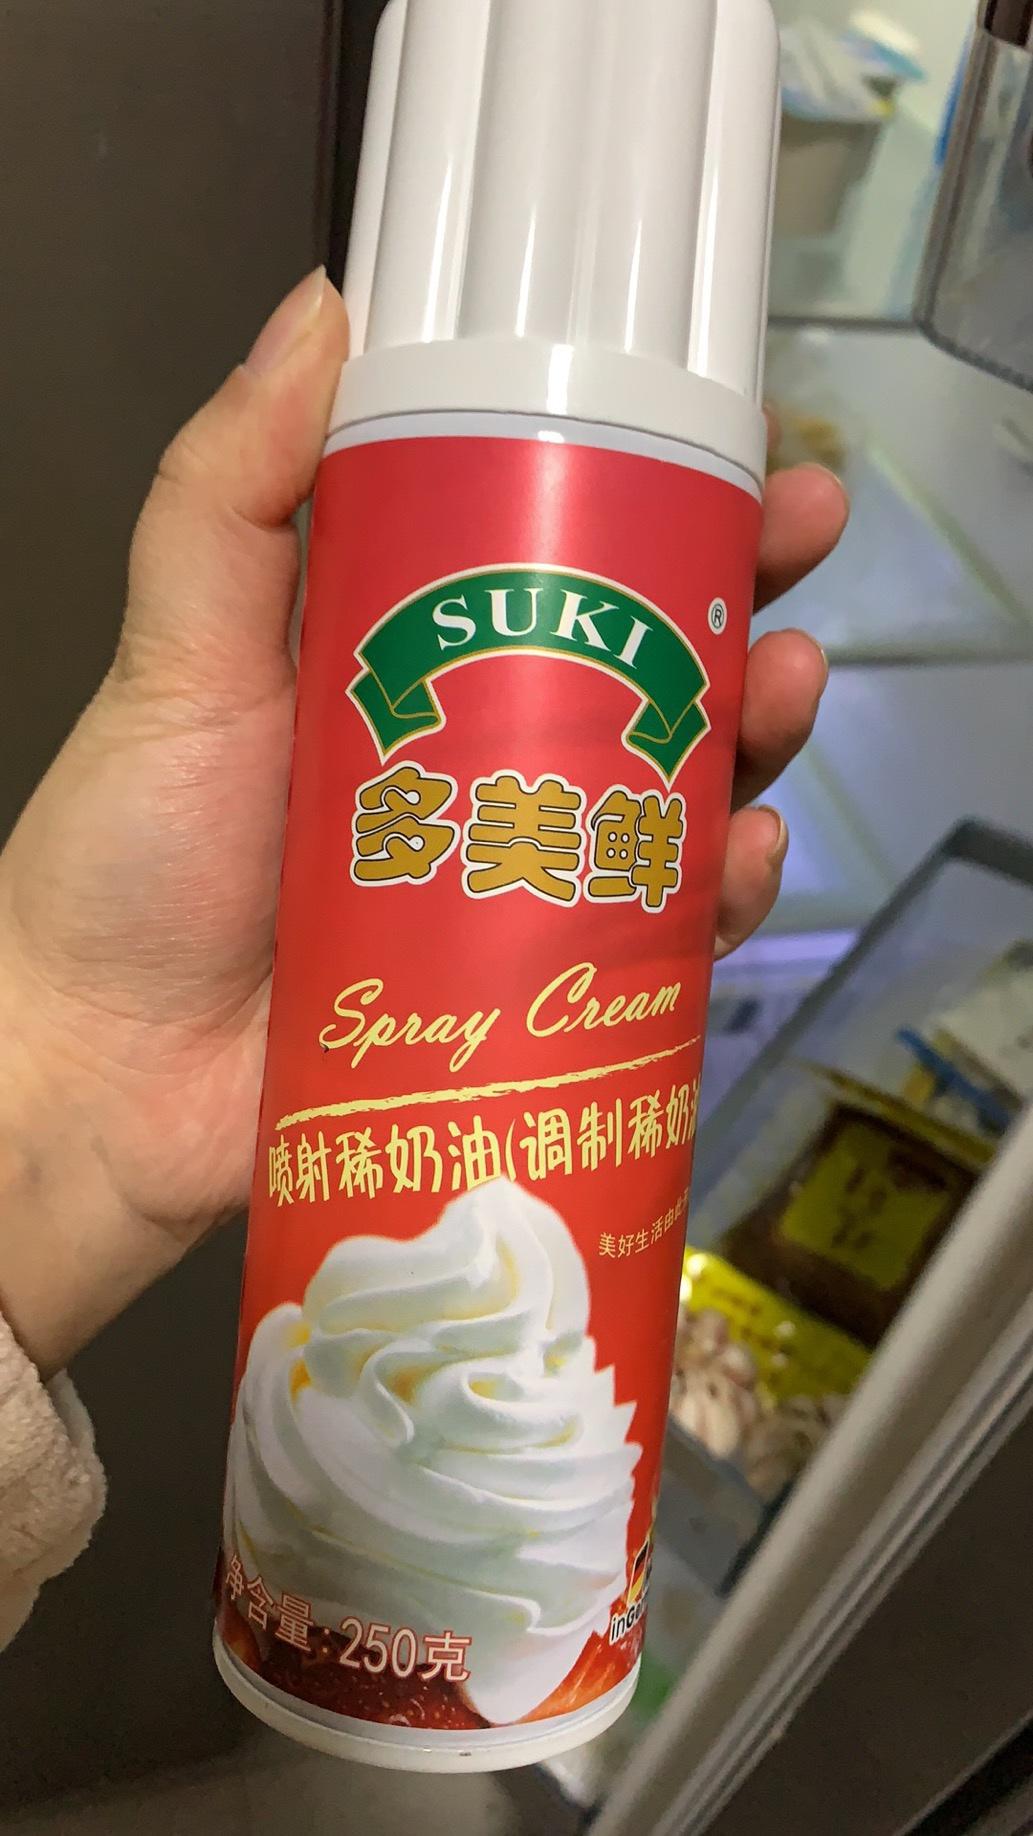 SUKI
®
多美鲜
Spray Cream
喷射稀奶油(调制稀奶油
美好生活由此
净含量:250克